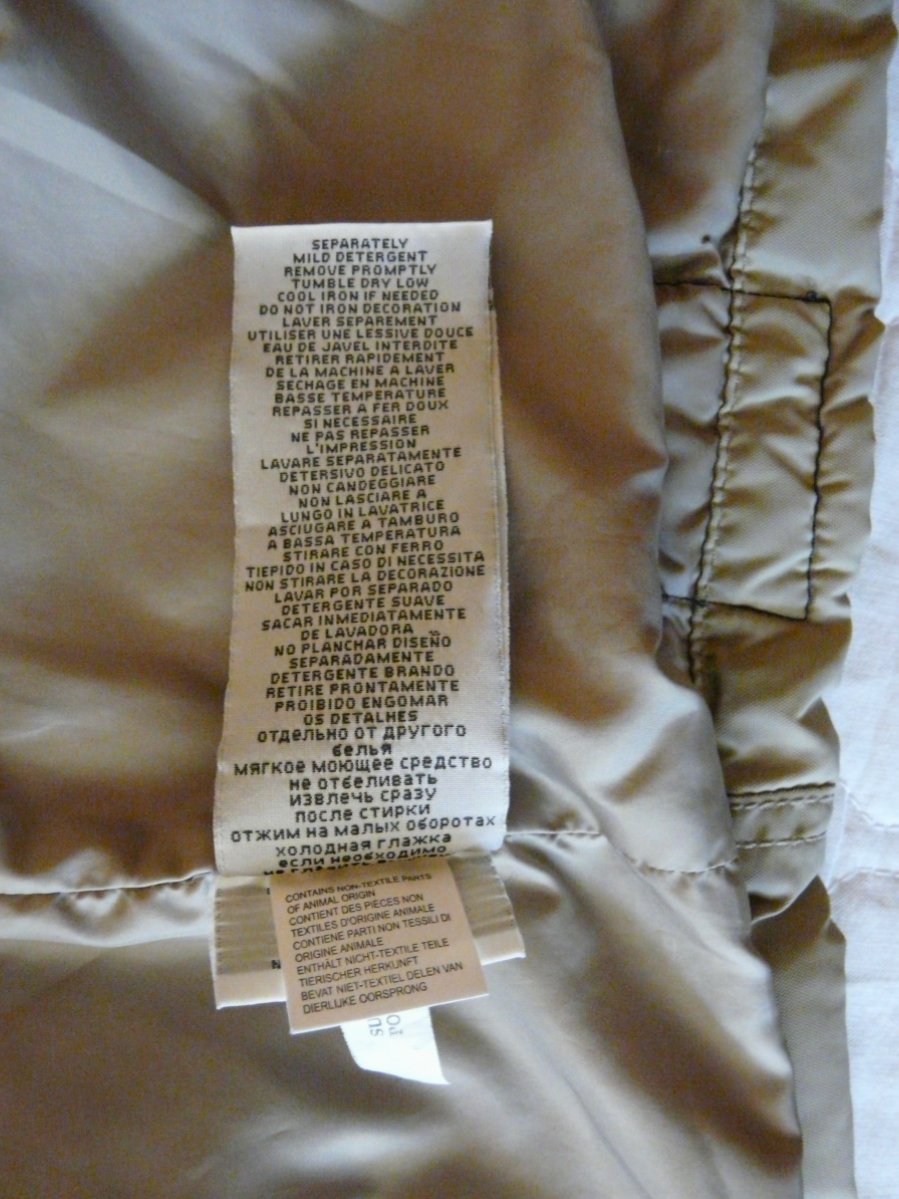 SEPARATELY
MILD DETERGENT
REMOVE PROMPTLY
TUMBLE DRY LOW
COOL IRON IF NEEDED
DO NOT IRON DECORATION
LAVER SEPAREMENT
UTILISER UNE LESSIVE DOUCE
EAU DE JAVEL INTERDITE
RETIRER RAPIDEMENT
DE LA MACHINE A LAVER
SECHAGE EN MACHINE
BASSE TEMPERATURE
REPASSER A FER DOUX
SI NECESSAIRE
NE PAS REPASSER
L'IMPRESSION
LAVARE SEPARATAMENTE
DETERSIVO DELICATO
NON CANDEGGIARE
NON LASCIARE A
LUNGO IN LAVATRICE
ASCIUGARE A TAMBURO
A BASSA TEMPERATURA
STIRARE CON FERRO
TIEPIDO IN CASO DI NECESSITA
NON STIRARE LA DECORAZIONE
LAVAR POR SEPARADO
DETERGENTE SUAVE
SACAR INMEDIATAMENTE
DE LAVADORA
NO PLANCHAR DISEÑO
SEPARADAMENTE
DETERGENTE BRANDO
RETIRE PRONTAMENTE
PROIBIDO ENGOMAR
OS DETALHES
ОТДЕЛЬНО ОТ ДРУГОГО
БЕЛЬЯ
МЯГКОЕ МОЮЩЕЕ СРЕДСТВО
НЕ ОТБЕЛИВАТЬ
ИЗВЛЕЧЬ СРАЗУ
ПОСЛЕ СТИРКИ
ОТЖИМ НА МАЛЫХ ОБОРОТАХ
ХОЛОДНАЯ ГЛАЖКА
ЕСЛИ НЕОБХОДИМО
CONTAINS NON-TEXTILE PARTS
OF ANIMAL ORIGIN
CONTIENT DES PIÈCES NON
TEXTILES D'ORIGINE ANIMALE
CONTIENE PARTI NON TESSILI DI
ORIGINE ANIMALE
ENTHÄLT NICHT-TEXTILE TEILE
TIERISCHER HERKUNFT
BEVAT NIET-TEXTIEL DELEN VAN
DIERLIJKE OORSPRONG